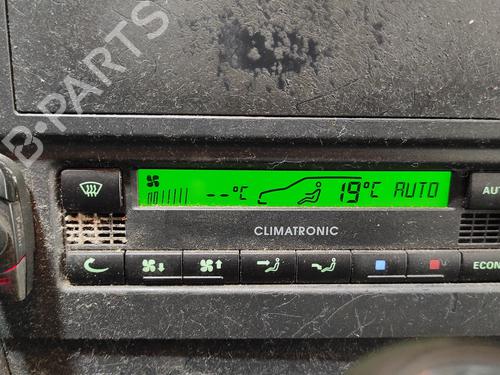 B-PARTS
--°C 19°C AUTO
AUT
CLIMATRONIC
ECON